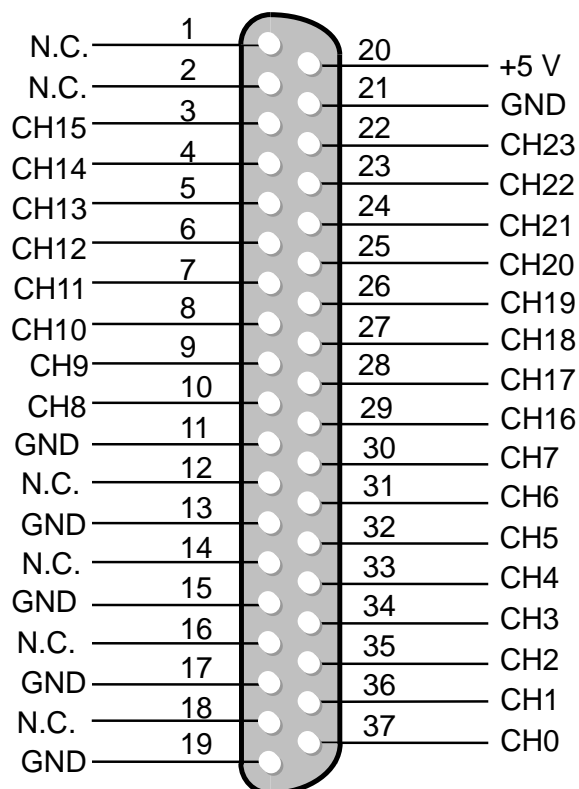 N.C. 1
N.C. 2
CH15 3
CH14 4
CH13 5
CH12 6
CH11 7
CH10 8
CH9 9
CH8 10
GND 11
N.C. 12
GND 13
N.C. 14
GND 15
N.C. 16
GND 17
N.C. 18
GND 19
20 +5 V
21 GND
22 CH23
23 CH22
24 CH21
25 CH20
26 CH19
27 CH18
28 CH17
29 CH16
30 CH7
31 CH6
32 CH5
33 CH4
34 CH3
35 CH2
36 CH1
37 CH0